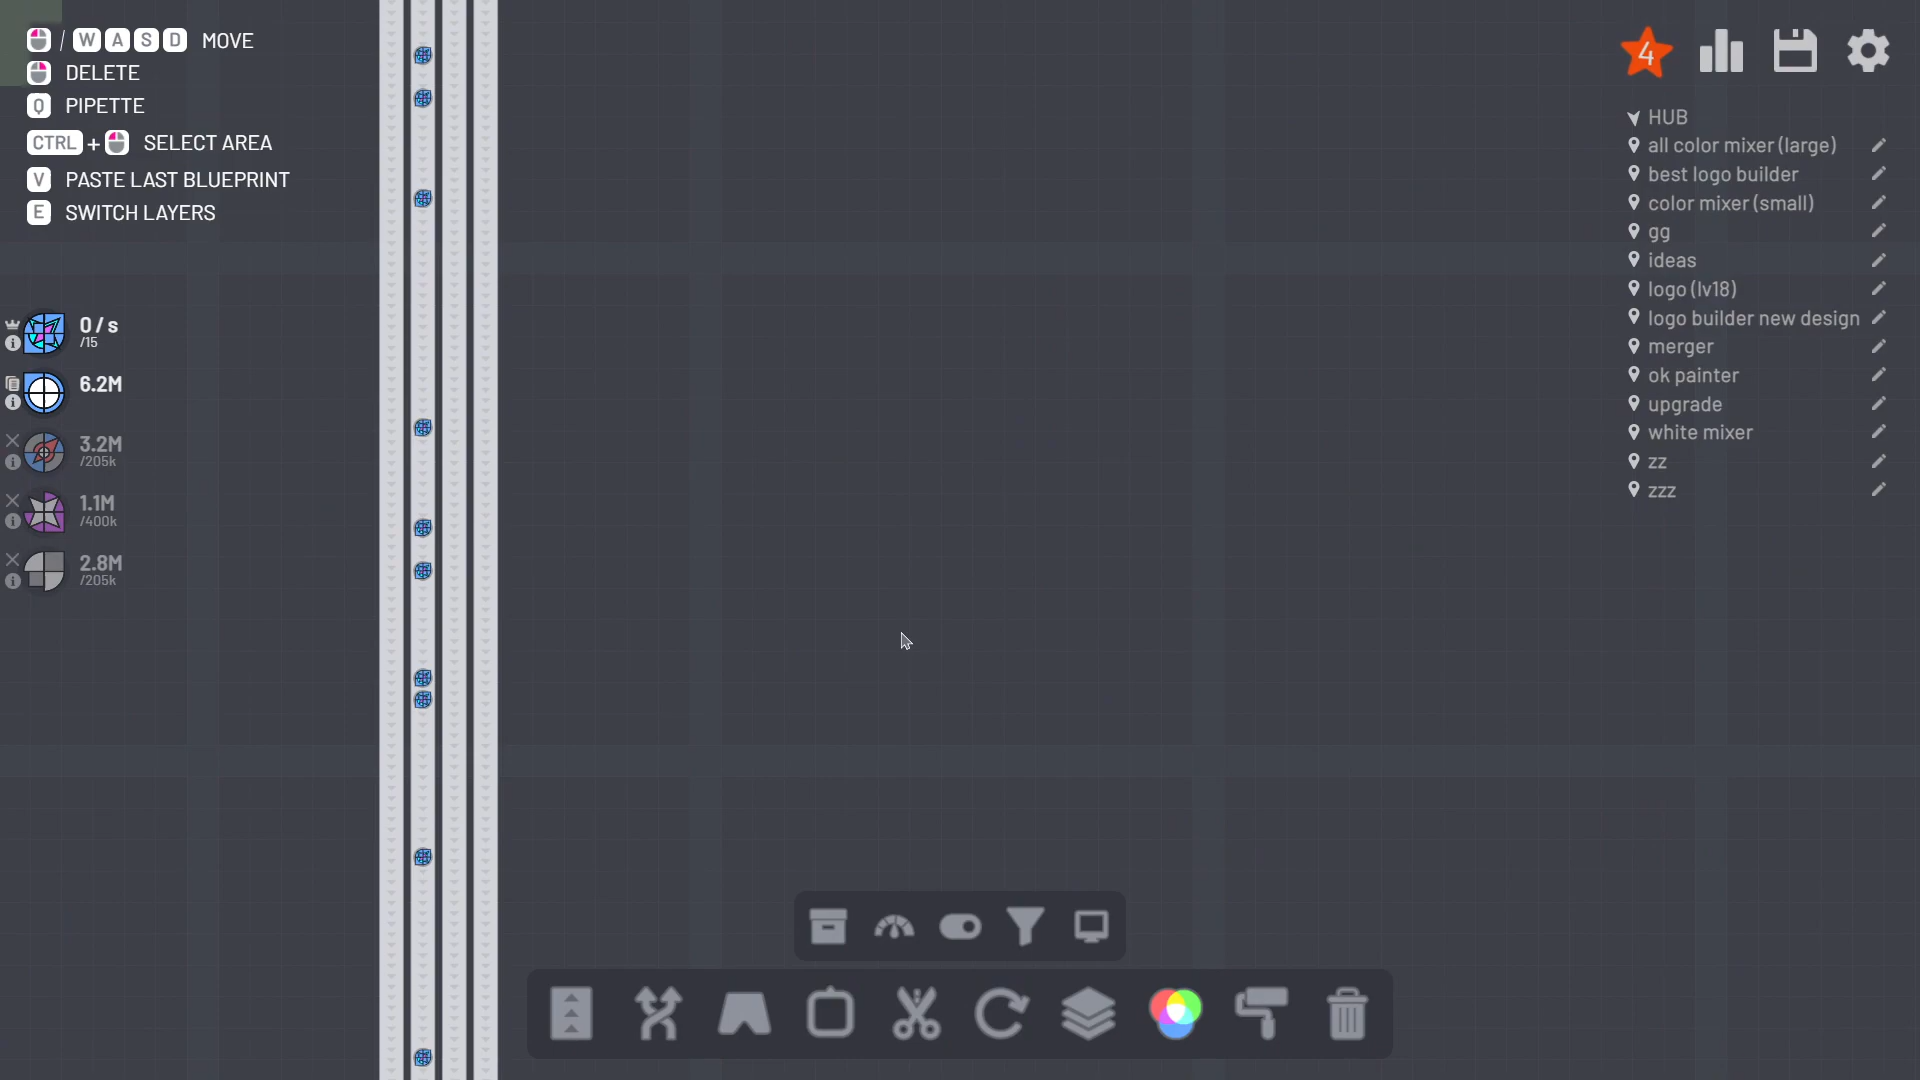 / W A S D MOVE
DELETE
Q PIPETTE
CTRL + SELECT AREA
V PASTE LAST BLUEPRINT
E SWITCH LAYERS
4
HUB
all color mixer (large)
best logo builder
color mixer (small)
gg
ideas
logo (lv18)
logo builder new design
merger
ok painter
upgrade
white mixer
zz
zzz
0 / s
/15
6.2M
3.2M
/205k
1.1M
/400k
2.8M
/205k